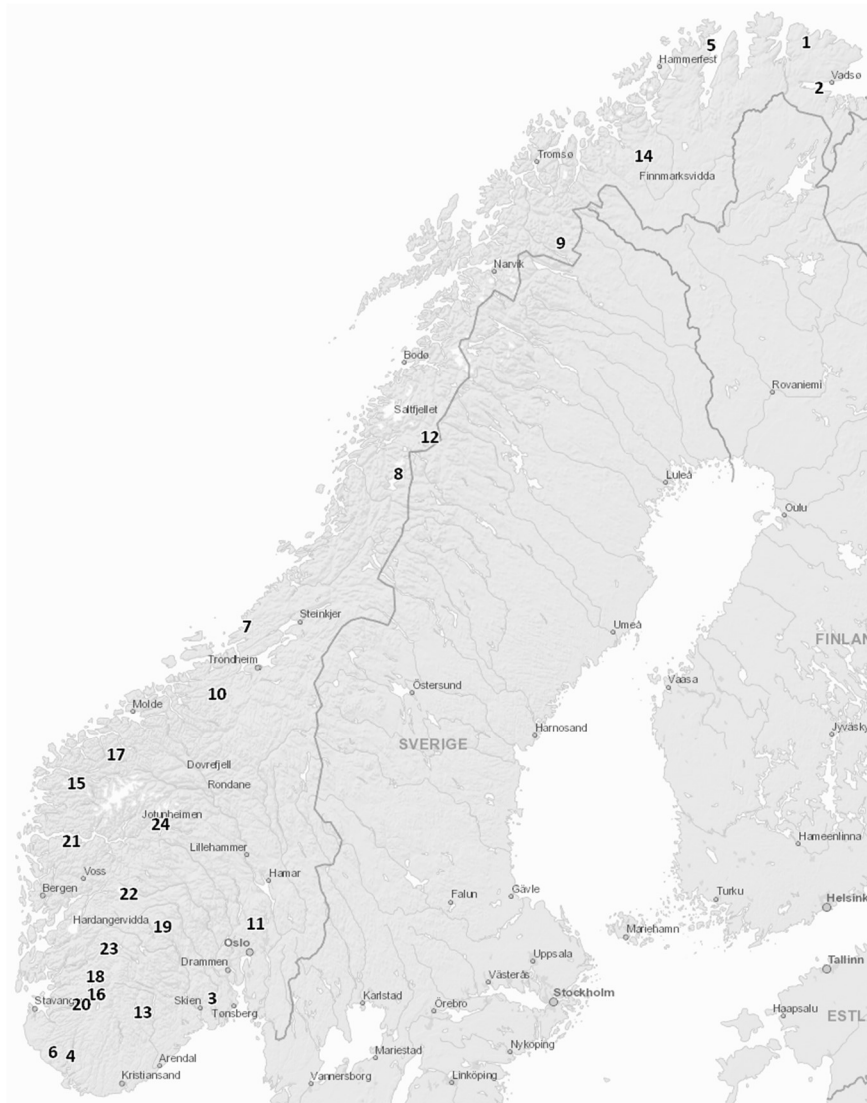 5
1
Hammerfest
Vadsø
2
Tromsø
14
Finnmarksvidda
9
Narvik
Bodø
Rovaniemi
Saltfjellet
12
8
Luleå
Oulu
Steinkjer
7
Umeå
FINLAN
Trondheim
Vaasa
10
Östersund
Molde
Härnosand
Jyväsky
SVERIGE
17
Dovrefjell
15
Rondane
Jotunheimen
24
Hameenlinna
21
Lillehammer
Voss
Hamar
Bergen
22
Falun
Gävle
Turku
Helsink
Hardangervidda
19
11
Mariehamn
Oslo
23
Uppsala
Tallinn
Drammen
18
Västerås
16
Stavang
20
Skien
3
Karlstad
Örebro
Stockholm
Haapsalu
13
Tønsberg
ESTL
6
4
Arendal
Mariestad
Nyköping
Kristiansand
Vannersborg
Linköping